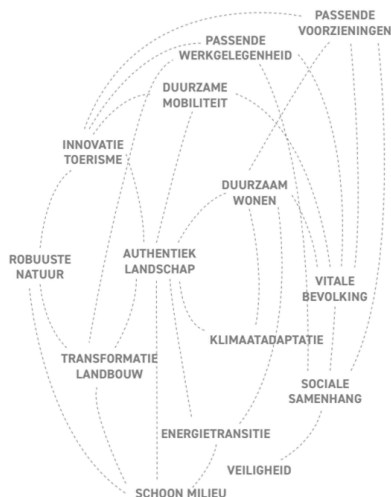 PASSENDE
VOORZIENINGEN
PASSENDE
WERKGELEGENHEID
DUURZAME
MOBILITEIT
INNOVATIE
TOERISME
DUURZAAM
WONEN
AUTHENTIEK
LANDSCHAP
ROBUUSTE
NATUUR
VITALE
BEVOLKING
KLIMAATADAPTATIE
TRANSFORMATIE
LANDBOUW
SOCIALE
SAMENHANG
ENERGIETRANSITIE
VEILIGHEID
SCHOON MILIEU